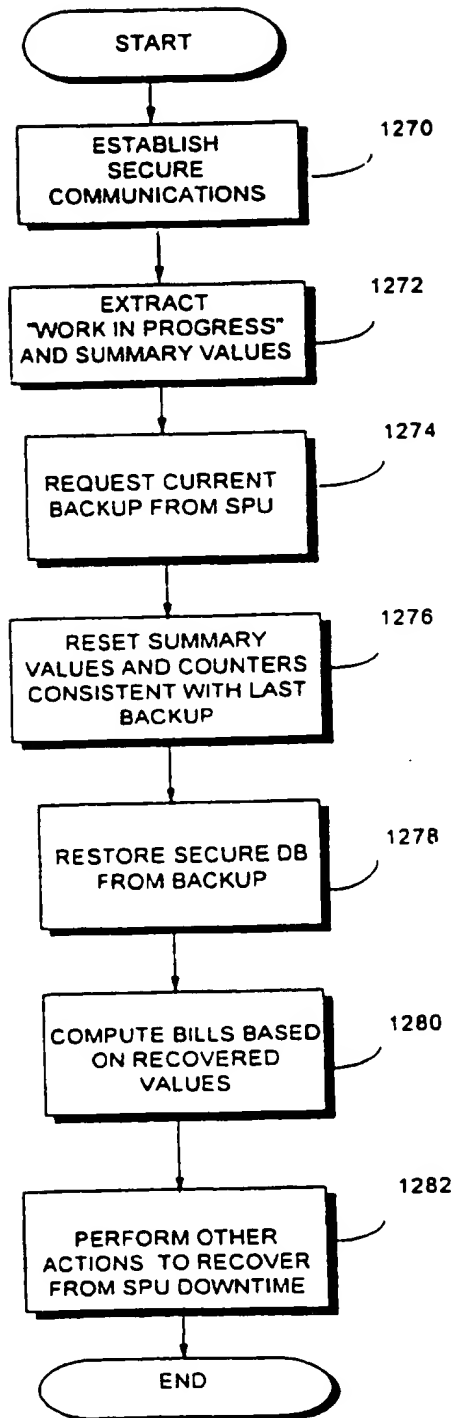 START
1270
ESTABLISH
SECURE
COMMUNICATIONS
1272
EXTRACT
"WORK IN PROGRESS"
AND SUMMARY VALUES
1274
REQUEST CURRENT
BACKUP FROM SPU
1276
RESET SUMMARY
VALUES AND COUNTERS
CONSISTENT WITH LAST
BACKUP
1278
RESTORE SECURE DB
FROM BACKUP
1280
COMPUTE BILLS BASED
ON RECOVERED
VALUES
1282
PERFORM OTHER
ACTIONS TO RECOVER
FROM SPU DOWNTIME
END